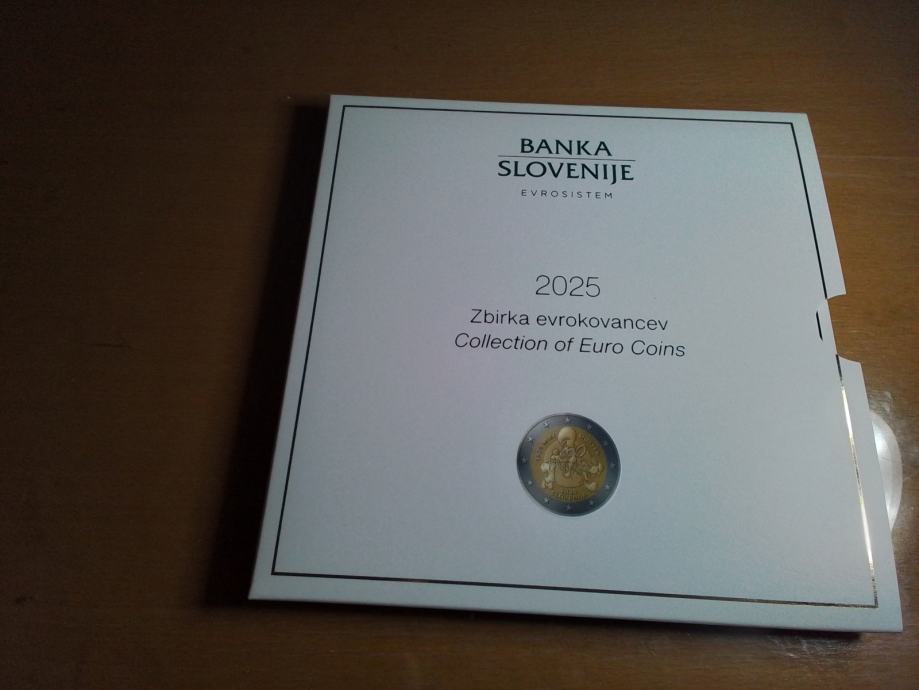 BANKA
SLOVENIJE
EVROSISTEM
2025
Zbirka evrokovancev
Collection of Euro Coins